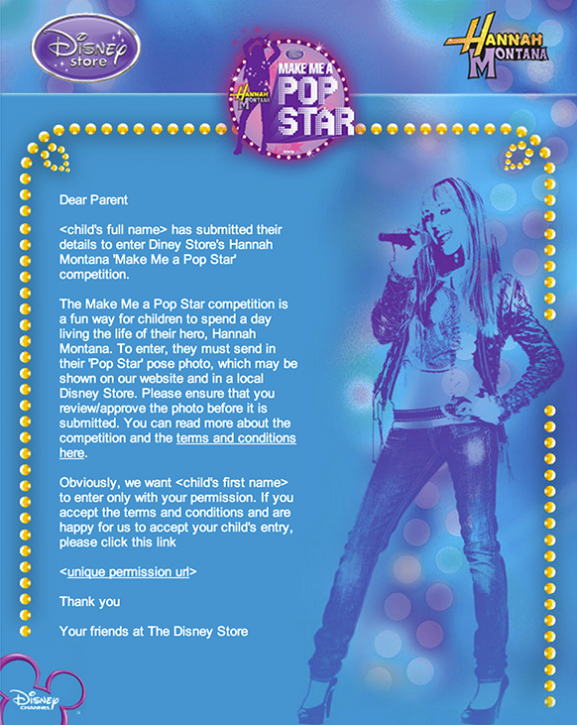 Disney
store
HANNAH
MONTANA
MAKE ME A
POP
STAR
HANNAH
MONTANA
Dear Parent
<child's full name> has submitted their
details to enter Diney Store's Hannah
Montana 'Make Me a Pop Star'
competition.
The Make Me a Pop Star competition is
a fun way for children to spend a day
living the life of their hero, Hannah
Montana. To enter, they must send in
their 'Pop Star' pose photo, which may be
shown on our website and in a local
Disney Store. Please ensure that you
review/approve the photo before it is
submitted. You can read more about the
competition and the terms and conditions
here.
Obviously, we want <child's first name>
to enter only with your permission. If you
accept the terms and conditions and are
happy for us to accept your child's entry,
please click this link
<unique permission url>
Thank you
Your friends at The Disney Store
Disney
CHANNEL